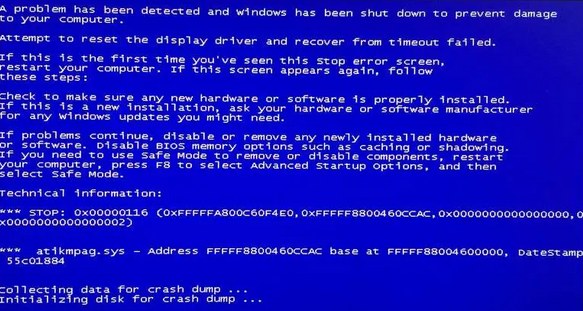 A problem has been detected and Windows has been shut down to prevent damage
to your computer.
Attempt to reset the display driver and recover from timeout failed.
If this is the first time you've seen this Stop error screen,
restart your computer. If this screen appears again, follow
these steps:
Check to make sure any new hardware or software is properly installed.
If this is a new installation, ask your hardware or software manufacturer
for any Windows updates you might need.
If problems continue, disable or remove any newly installed hardware
or software. Disable BIOS memory options such as caching or shadowing.
If you need to use Safe Mode to remove or disable components, restart
your computer, press F8 to select Advanced Startup Options, and then
select Safe Mode.
Technical information:
*** STOP: 0x00000116 (0xFFFFFA800C60F4E0,0xFFFFF8800460CCAC,0x0000000000000000,0
x0000000000000002)
*** atikmpag.sys - Address FFFFF8800460CCAC base at FFFFF88004600000, DateStamp
55c01884
Collecting data for crash dump ...
Initializing disk for crash dump ...